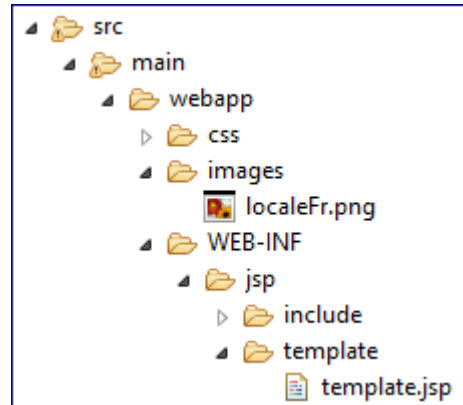 src
main
webapp
css
images
localeFr.png
WEB-INF
jsp
include
template
template.jsp